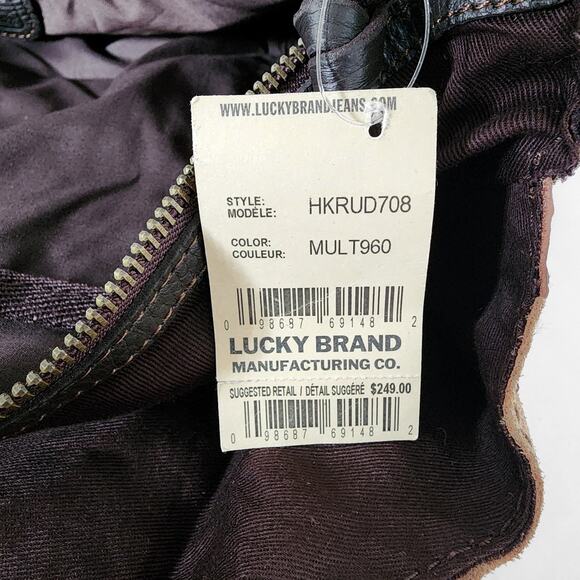 WWW.LUCKYBRANDJEANS.COM
STYLE: HKRUD708
MODÈLE:
COLOR: MULT960
COULEUR:
0 98687 69148 2
LUCKY BRAND
MANUFACTURING CO.
SUGGESTED RETAIL / DÉTAIL SUGGÉRÉ $249.00
0 98687 69148 2